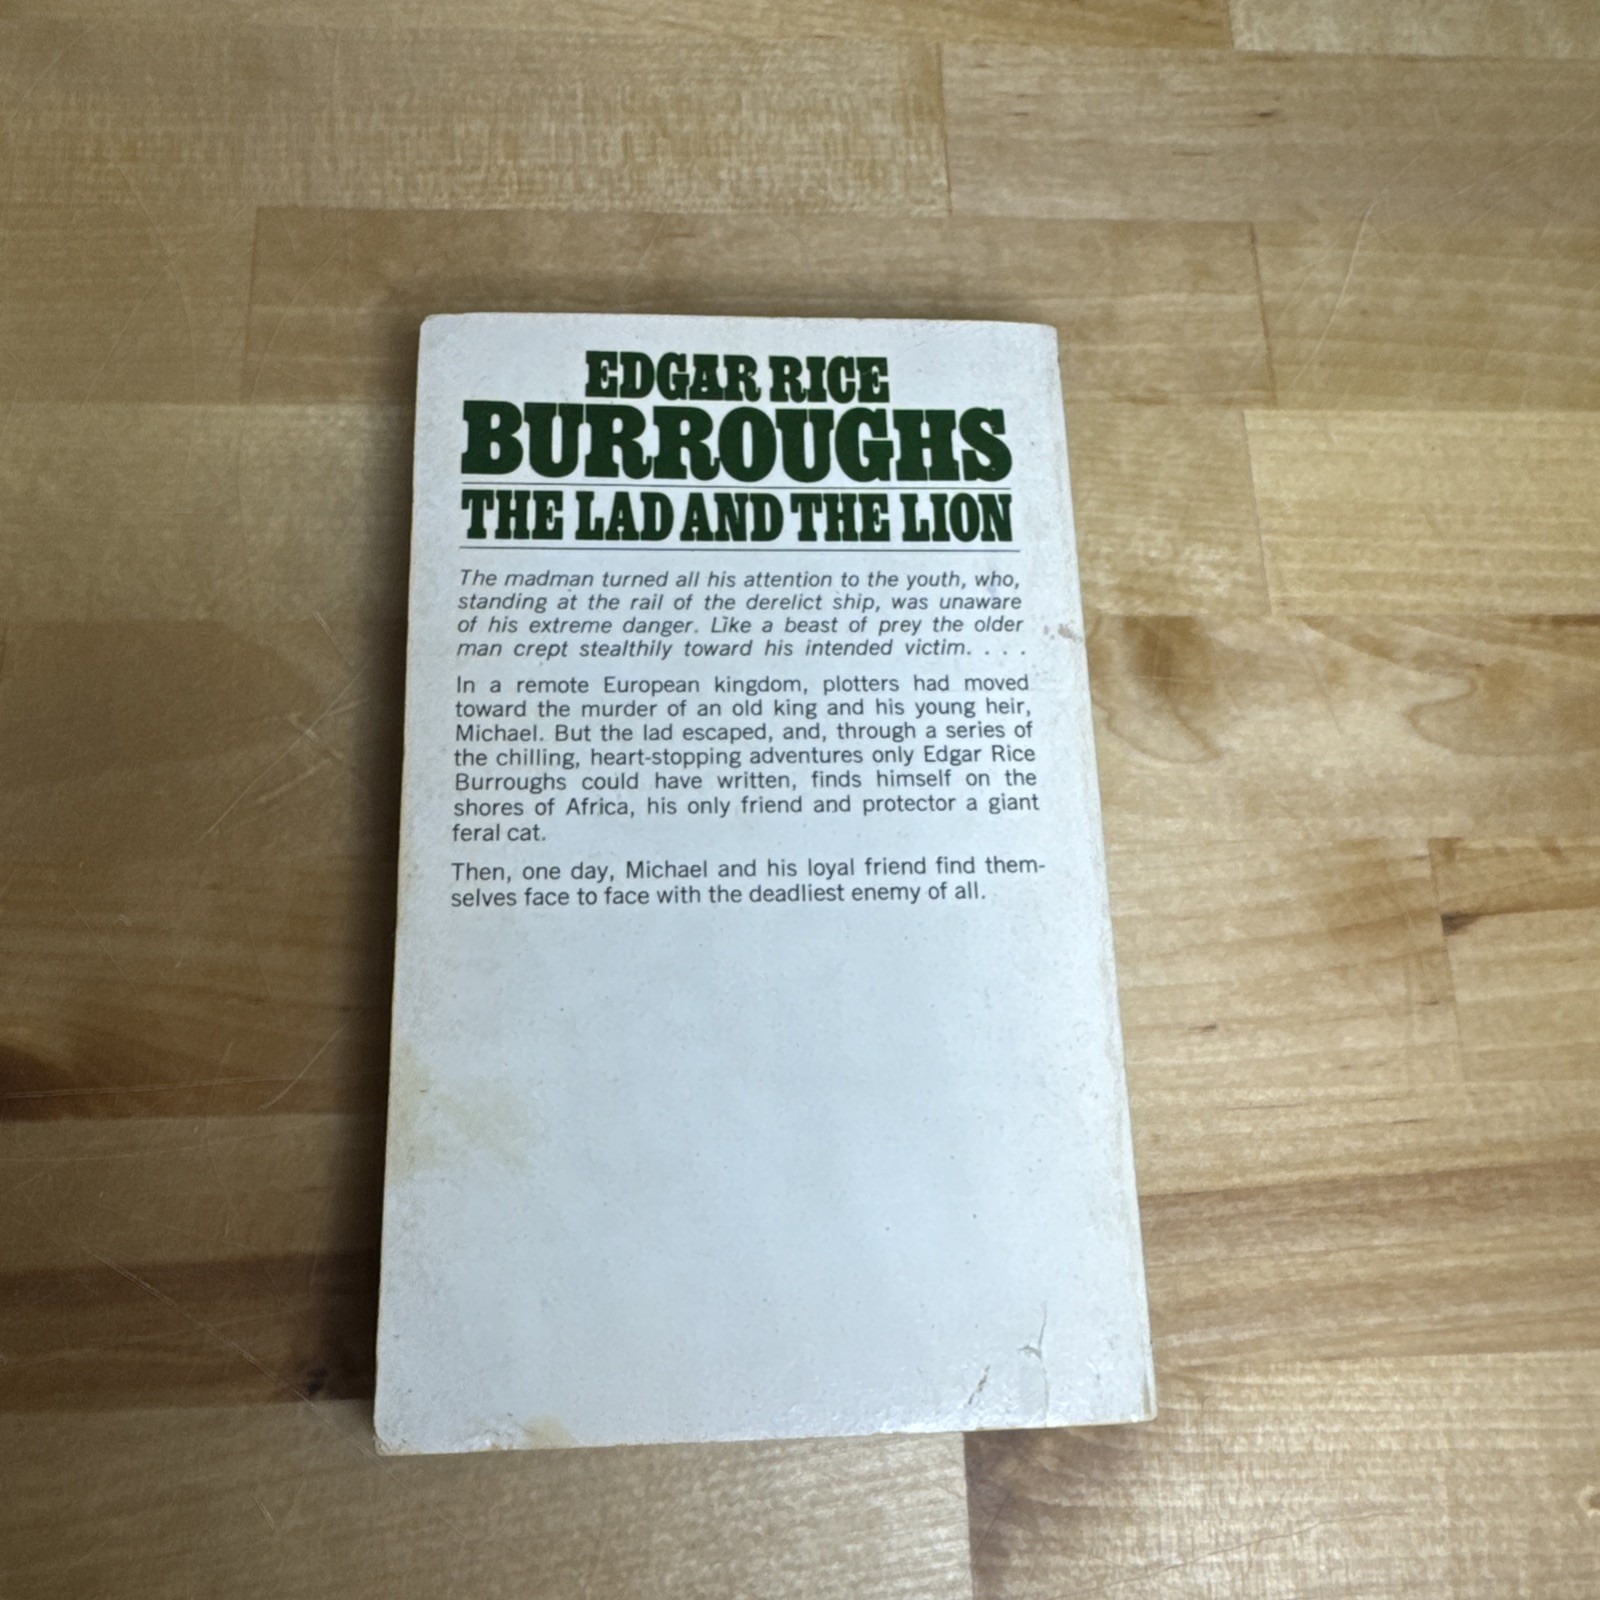 EDGAR RICE
BURROUGHS
THE LAD AND THE LION
The madman turned all his attention to the youth, who,
standing at the rail of the derelict ship, was unaware
of his extreme danger. Like a beast of prey the older
man crept stealthily toward his intended victim. . . .
In a remote European kingdom, plotters had moved
toward the murder of an old king and his young heir,
Michael. But the lad escaped, and, through a series of
the chilling, heart-stopping adventures only Edgar Rice
Burroughs could have written, finds himself on the
shores of Africa, his only friend and protector a giant
feral cat.
Then, one day, Michael and his loyal friend find them-
selves face to face with the deadliest enemy of all.